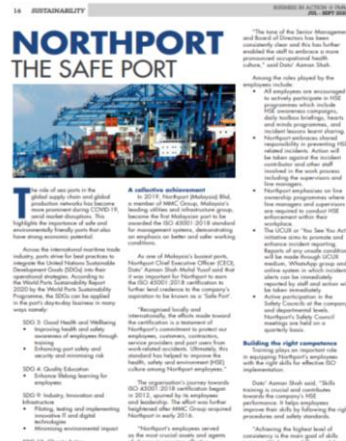 16 SUSTAINABILITY
BUSINESS IN ACTION
JUL - SEPT
NORTHPORT
THE SAFE PORT
The role of sea ports in the
global supply chain and global
production networks has become
more prominent during COVID-19
amid market disruptions. This
highlights the importance of safe and
environmentally friendly ports that also
have strong economic potential.
Across the international maritime trade
industry, ports strive for best practices to
integrate the United Nations Sustainable
Development Goals (SDGs) into their
operational strategies. According to
the World Ports Sustainability Report
2020 by the World Ports Sustainability
Programme, the SDGs can be applied
in the port's day-to-day business in many
ways namely:
SDG 3: Good Health and Wellbeing
• Improving health and safety
awareness of employees through
training
• Enhancing port safety and
security and minimising risk
SDG 4: Quality Education
• Enhance lifelong learning for
employees
SDG 9: Industry, Innovation and
Infrastructure
• Piloting, testing and implementing
innovative IT and digital
technologies
• Minimising environmental impact
A collective achievement
In 2019, Northport (Malaysia) Bhd,
a member of MMC Group, Malaysia's
leading utilities and infrastructure group,
became the first Malaysian port to be
awarded the ISO 45001:2018 standard
for management systems, demonstrating
an emphasis on better and safer working
conditions.
As one of Malaysia's busiest ports,
Northport Chief Executive Officer (CEO),
Dato' Azman Shah Mohd Yusof said that
it was important for Northport to earn
the ISO 45001:2018 certification to
further lend credence to the company's
aspiration to be known as a 'Safe Port'.
"Recognised locally and
internationally, the efforts made toward
the certification is a testament of
Northport's commitment to protect our
employees, customers, contractors,
service providers and port users from
work-related accidents. Ultimately, the
standard has helped to improve the
health, safety and environment (HSE)
culture among Northport employees."
The organisation's journey towards
ISO 45001:2018 certification began
in 2012, spurred by its employees
and leadership. The effort was further
heightened after MMC Group acquired
Northport in early 2016.
"Northport's employees served
as the most crucial assets and agents
"The tone of the Senior Management
and Board of Directors has been
consistently clear and this has further
enabled the staff to embrace a more
pronounced occupational health
culture," said Dato' Azman Shah.
Among the roles played by the
employees include:
• All employees are encouraged
to actively participate in HSE
programmes which include
HSE awareness campaigns,
daily toolbox briefings, hearts
and minds programmes, and
incident lessons learnt sharing.
• Northport embraces shared
responsibility in preventing HSE
related incidents. Action will
be taken against the incident
contributor and other staff
involved in the work process
including the supervisors and
line managers.
• Northport emphasises on line
ownership programmes where
line managers and supervisors
are required to conduct HSE
enforcement within their
workplace.
• The UCUR or 'You See You Act'
initiative aims to promote and
enhance incident reporting.
Reports of any unsafe condition
will be made through UCUR
medium, WhatsApp group and
online system in which incident
alerts can be immediately
reported by staff and action will
be taken immediately.
• Active participation in the
Safety Councils at the company
and departmental levels.
Northport's Safety Council
meetings are held on a
quarterly basis.
Building the right competence
Training plays an important role
in equipping Northport's employees
with the right skills for effective ISO
implementation.
Dato' Azman Shah said, "Skills
training is crucial and contributes
towards the company's HSE
performance. It helps employees
improve their skills by following the right
procedures and safety standards.
"Achieving the highest level of
consistency is the main goal of skills